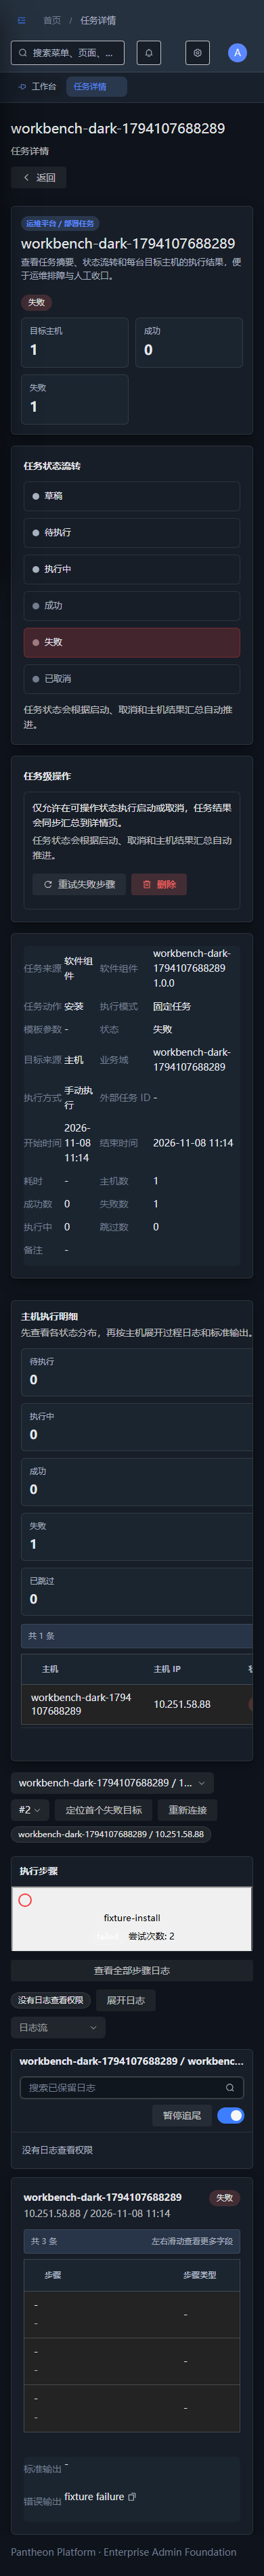 首页 / 任务详情
搜索菜单、页面、...
A
工作台 任务详情
workbench-dark-1794107688289
任务详情
返回
运维平台 / 部署任务
workbench-dark-1794107688289
查看任务摘要、状态流转和每台目标主机的执行结果，便
于运维排障与人工收口。
失败
目标主机
1
成功
0
失败
1
任务状态流转
草稿
待执行
执行中
成功
失败
已取消
任务状态会根据启动、取消和主机结果汇总自动推
进。
任务级操作
仅允许在可操作状态执行启动或取消，任务结果
会同步汇总到详情页。
任务状态会根据启动、取消和主机结果汇总自动
推进。
重试失败步骤 删除
任务来源 软件组件 软件组件 workbench-dark-1794107688289 1.0.0
任务动作 安装 执行模式 固定任务
模板参数 - 状态 失败
目标来源 主机 业务域 workbench-dark-1794107688289
执行方式 手动执行 外部任务 ID -
开始时间 2026-11-08 11:14 结束时间 2026-11-08 11:14
耗时 - 主机数 1
成功数 0 失败数 1
执行中 0 跳过数 0
备注 -
主机执行明细
先查看各状态分布，再按主机展开过程日志和标准输出。
待执行
0
执行中
0
成功
0
失败
1
已跳过
0
共 1 条
主机 主机 IP
workbench-dark-1794107688289 10.251.58.88
workbench-dark-1794107688289 / 1...
#2 定位首个失败目标 重新连接
workbench-dark-1794107688289 / 10.251.58.88
执行步骤
fixture-install
尝试次数: 2
查看全部步骤日志
没有日志查看权限 展开日志
日志流
workbench-dark-1794107688289 / workbenc...
搜索已保留日志
暂停追尾
没有日志查看权限
workbench-dark-1794107688289 失败
10.251.58.88 / 2026-11-08 11:14
共 3 条 左右滑动查看更多字段
步骤 步骤类型
- -
-
- -
-
- -
-
标准输出 -
错误输出 fixture failure
Pantheon Platform · Enterprise Admin Foundation